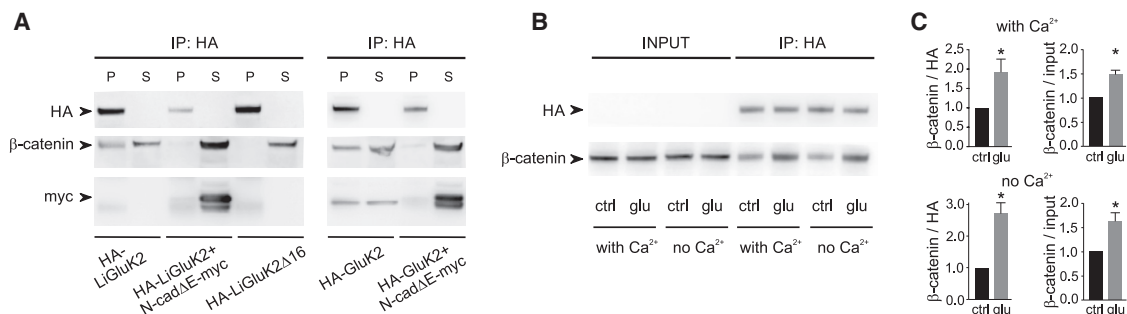 A
IP: HA
IP: HA
P S P S P S
P S P S
HA
β-catenin
myc
HA-
LiGluK2
HA-LiGluK2+
N-cadΔE-myc
HA-LiGluK2Δ16
HA-GluK2
HA-GluK2+
N-cadΔE-myc
B
INPUT
IP: HA
HA
β-catenin
ctrl glu ctrl glu ctrl glu ctrl glu
with Ca²⁺ no Ca²⁺ with Ca²⁺ no Ca²⁺
C
with Ca²⁺
β-catenin / HA
2.5
2.0
1.5
1.0
0.5
0.0
*
ctrl glu
β-catenin / input
2.0
1.5
1.0
0.5
0.0
*
ctrl glu
no Ca²⁺
β-catenin / HA
3.0
2.0
1.0
0.0
*
ctrl glu
β-catenin / input
2.0
1.5
1.0
0.5
0.0
*
ctrl glu